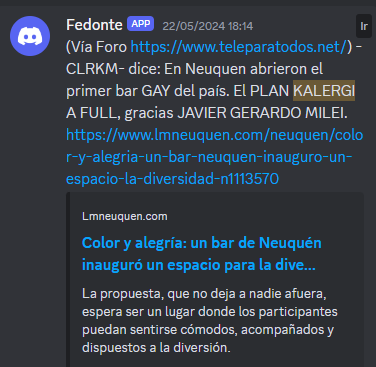 Fedonte APP 22/05/2024 18:14
Ir
(Vía Foro https://www.teleparatodos.net/) -
CLRKM- dice: En Neuquen abrieron el
primer bar GAY del país. El PLAN KALERGI
A FULL, gracias JAVIER GERARDO MILEI.
https://www.lmneuquen.com/neuquen/colo
r-y-alegria-un-bar-neuquen-inauguro-un-
espacio-la-diversidad-n1113570
Lmneuquen.com
Color y alegría: un bar de Neuquén
inauguró un espacio para la dive...
La propuesta, que no deja a nadie afuera,
espera ser un lugar donde los participantes
puedan sentirse cómodos, acompañados y
dispuestos a la diversión.